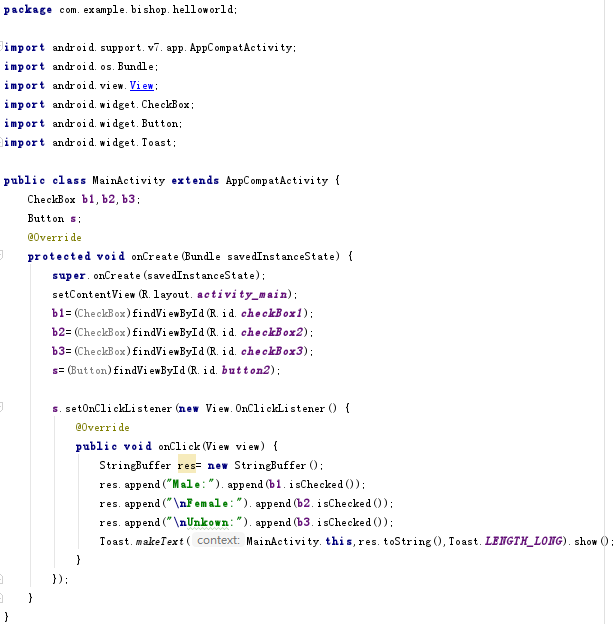 package com.example.bishop.helloworld;
import android.support.v7.app.AppCompatActivity;
import android.os.Bundle;
import android.view.View;
import android.widget.CheckBox;
import android.widget.Button;
import android.widget.Toast;
public class MainActivity extends AppCompatActivity {
    CheckBox b1,b2,b3;
    Button s;
    @Override
    protected void onCreate(Bundle savedInstanceState) {
        super.onCreate(savedInstanceState);
        setContentView(R.layout.activity_main);
        b1=(CheckBox)findViewById(R.id.checkBox1);
        b2=(CheckBox)findViewById(R.id.checkBox2);
        b3=(CheckBox)findViewById(R.id.checkBox3);
        s=(Button)findViewById(R.id.button2);
        s.setOnClickListener(new View.OnClickListener() {
            @Override
            public void onClick(View view) {
                StringBuffer res= new StringBuffer();
                res.append("Male:").append(b1.isChecked());
                res.append("\nFemale:").append(b2.isChecked());
                res.append("\nUnkown:").append(b3.isChecked());
                Toast.makeText( context: MainActivity.this,res.toString(),Toast.LENGTH_LONG).show();
            }
        });
    }
}